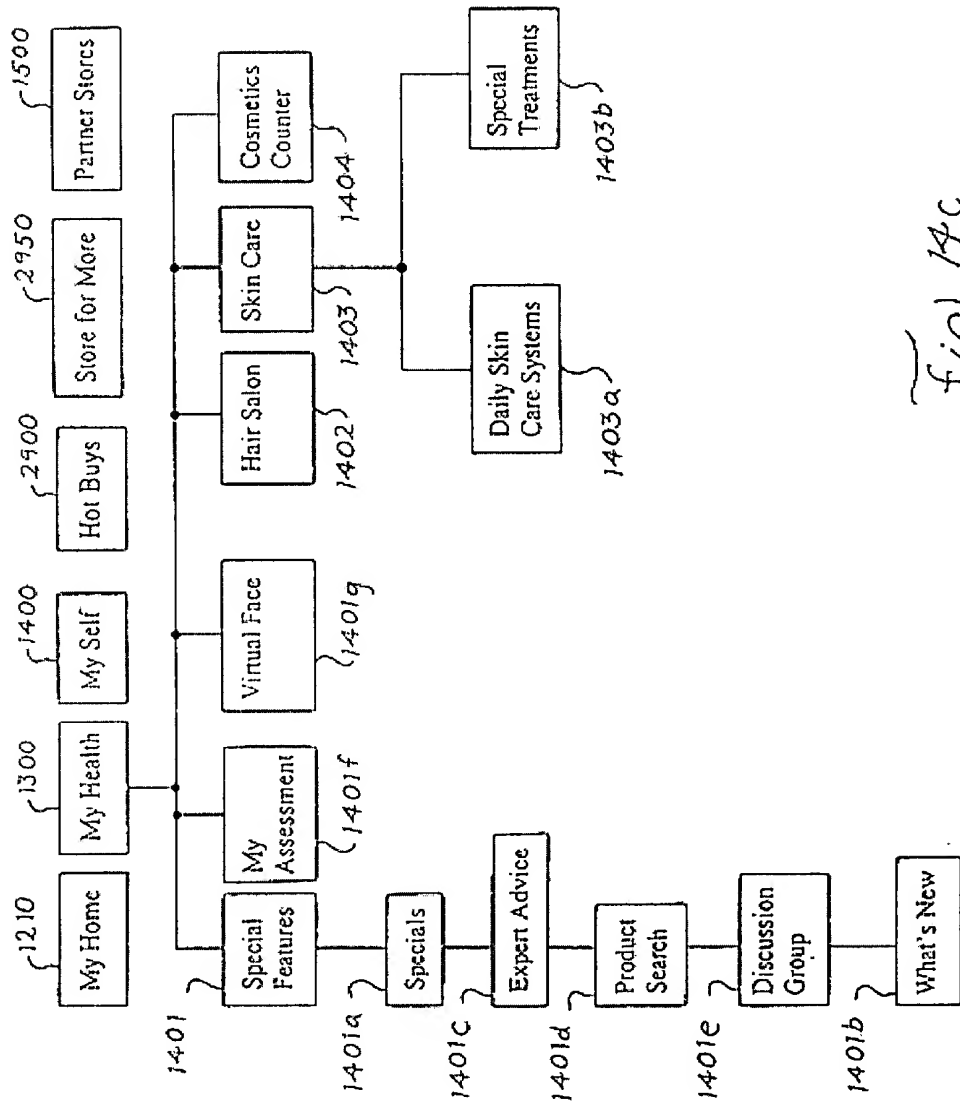 1210
1300
1400
2900
2950
1500
My Home
My Health
My Self
Hot Buys
Store for More
Partner Stores
1401
Special
Features
My
Assessment
Virtual Face
Hair Salon
Skin Care
Cosmetics
Counter
1401f
1401g
1402
1403
1404
1401a
Specials
1401c
Expert Advice
1401d
Product
Search
1401e
Discussion
Group
1401b
What's New
Daily Skin
Care Systems
1403a
Special
Treatments
1403b
fig 14c